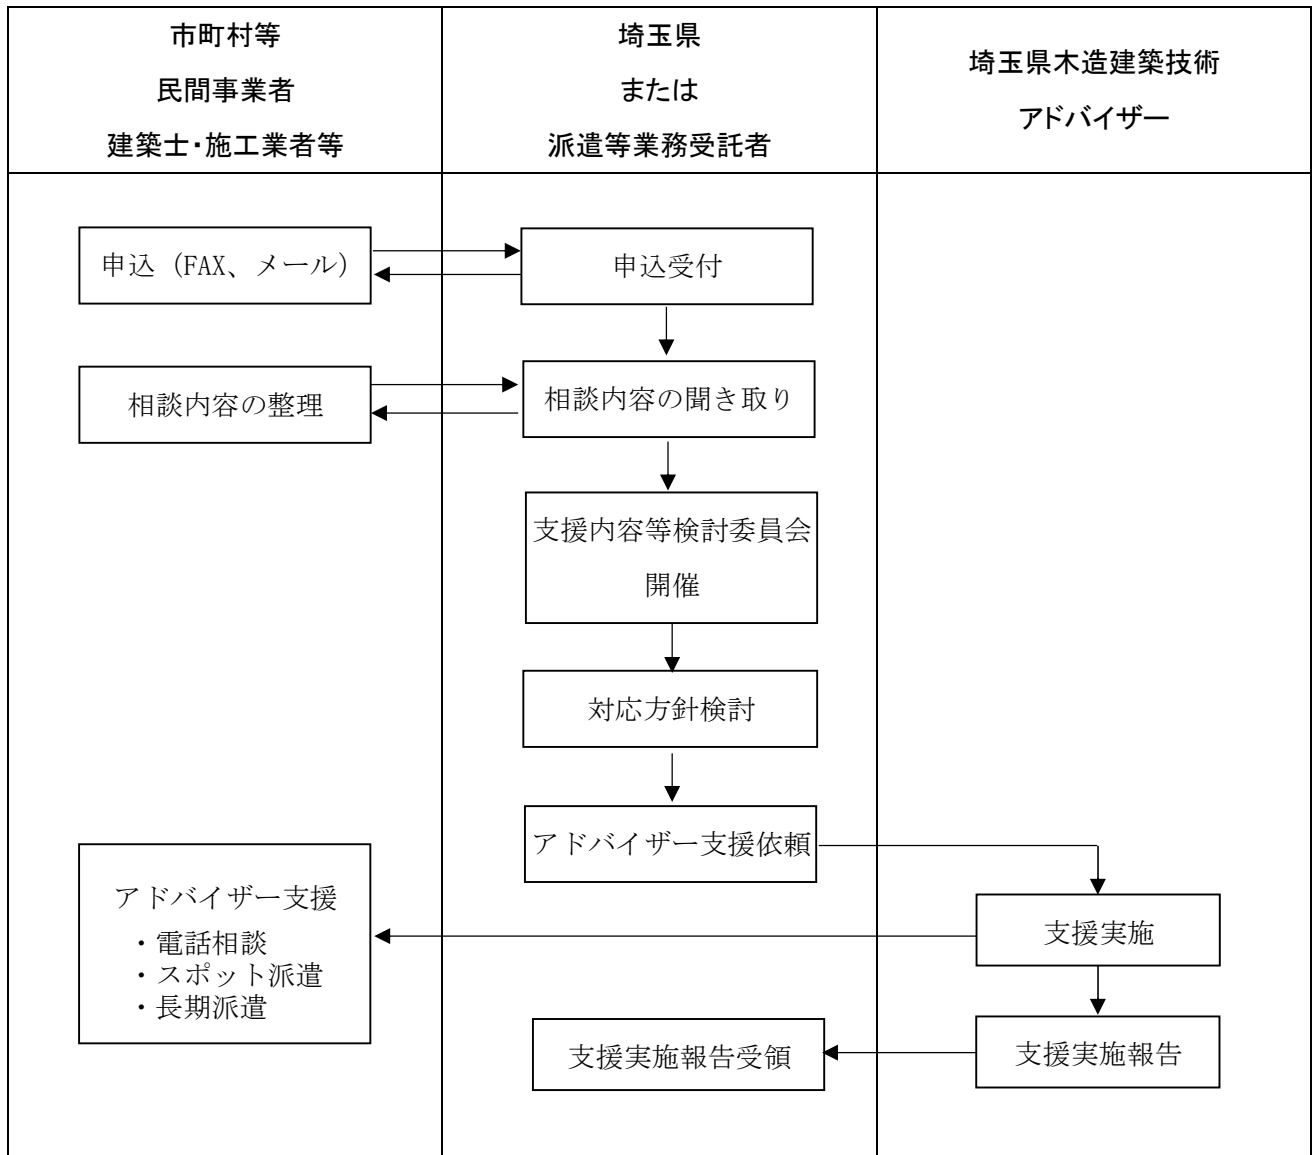 市町村等
民間事業者
建築士・施工業者等
埼玉県
または
派遣等業務受託者
埼玉県木造建築技術
アドバイザー
申込（FAX、メール）
申込受付
相談内容の整理
相談内容の聞き取り
支援内容等検討委員会
開催
対応方針検討
アドバイザー支援依頼
アドバイザー支援
・電話相談
・スポット派遣
・長期派遣
支援実施
支援実施報告受領
支援実施報告